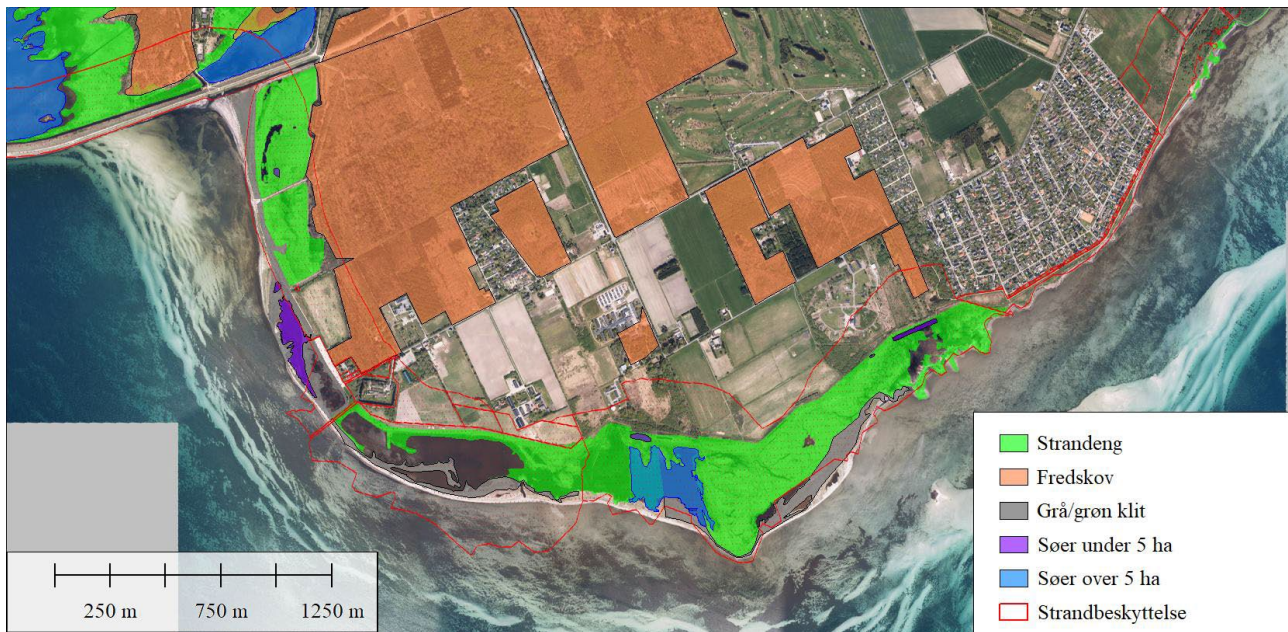 Strandeng
Fredskov
Grå/grøn klit
Søer under 5 ha
Søer over 5 ha
Strandbeskyttelse
250 m 750 m 1250 m